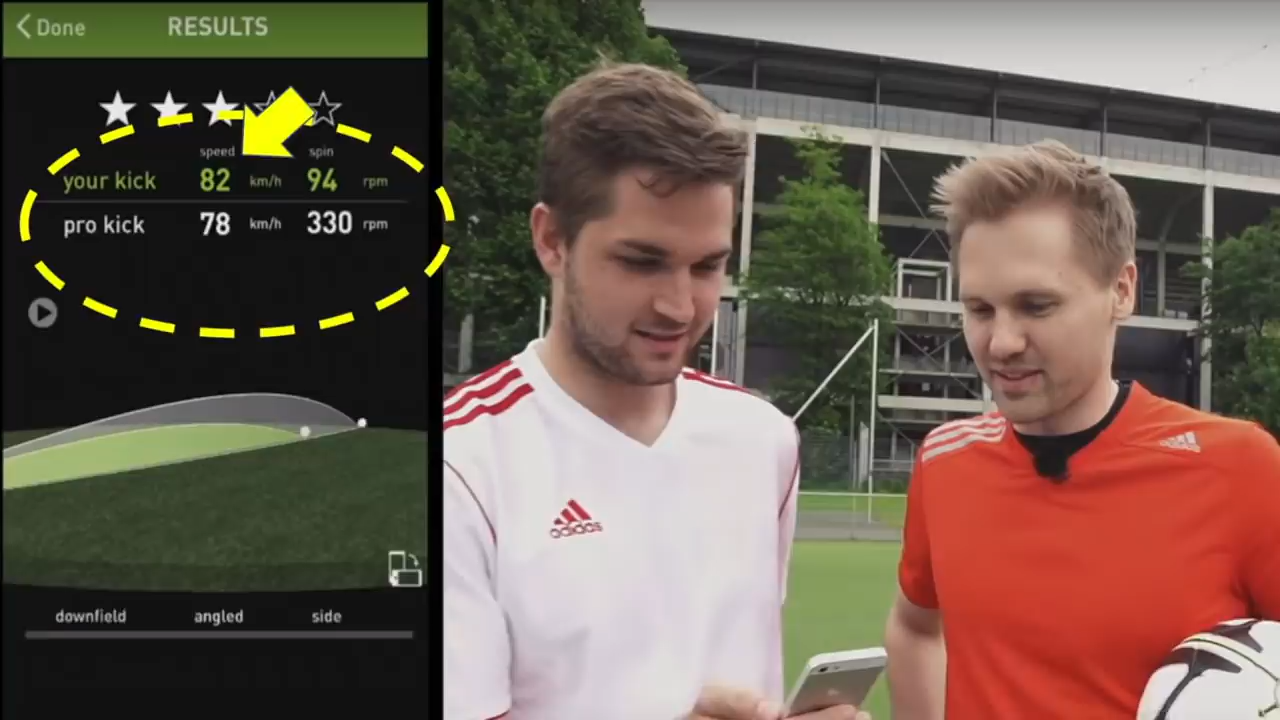 Done RESULTS
speed spin
your kick 82 km/h 94 rpm
pro kick 78 km/h 330 rpm
downfield angled side
adidas